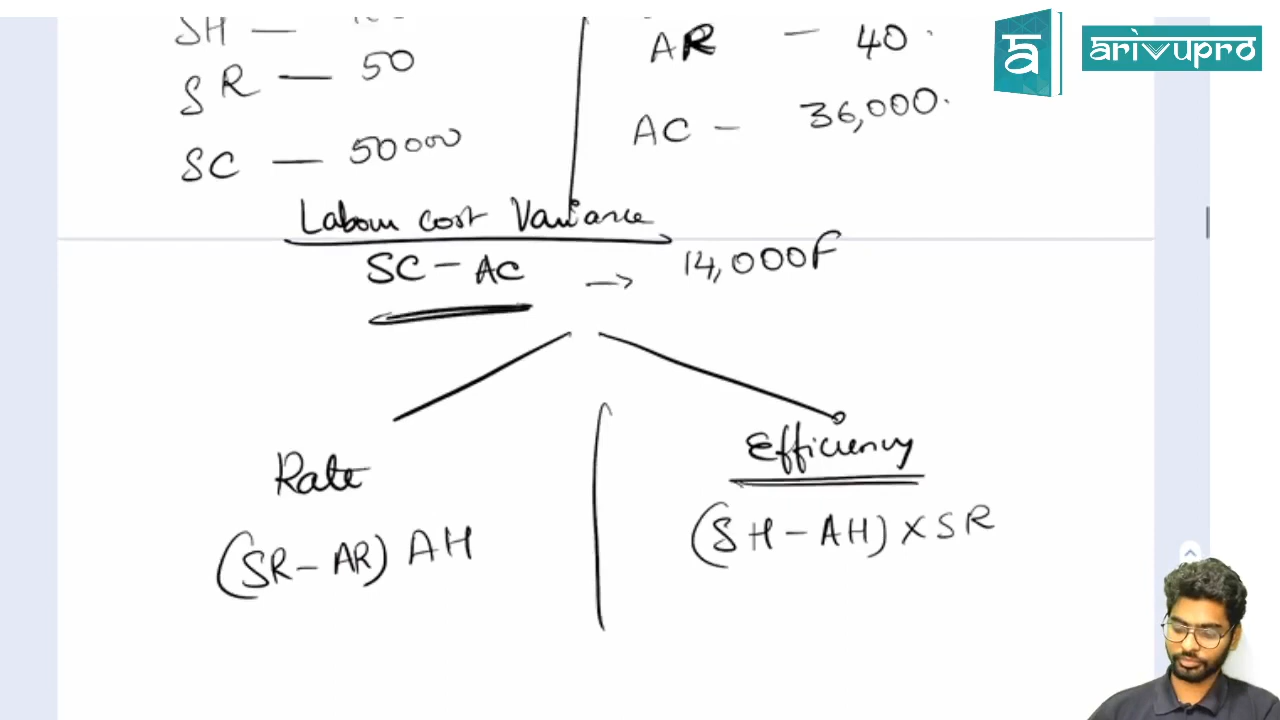 SH —
SR — 50
SC — 50000
AR — 40
AC — 36,000
Labour cost Variance
SC - AC → 14,000F
Rate
(SR - AR) AH
Efficiency
(SH - AH) X SR
arivupro